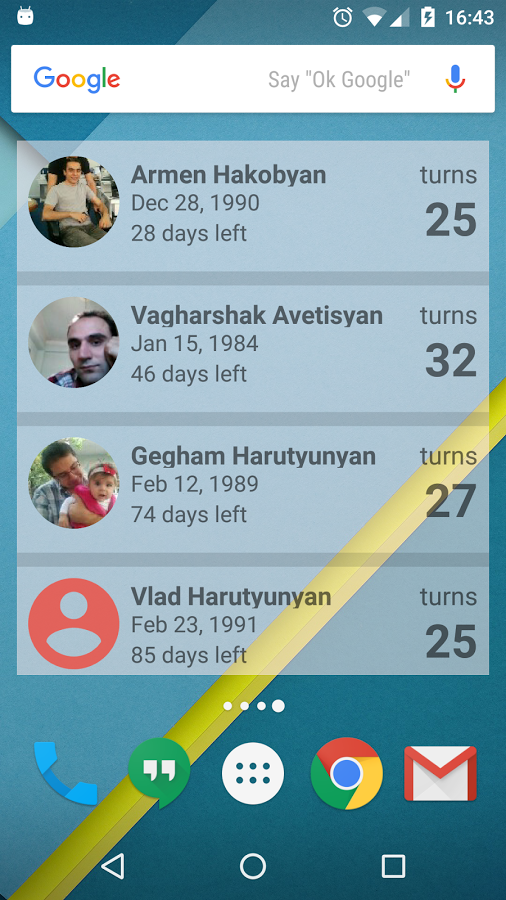 16:43
Google
Say "Ok Google"
Armen Hakobyan
turns
Dec 28, 1990
25
28 days left
Vagharshak Avetisyan
turns
Jan 15, 1984
32
46 days left
Gegham Harutyunyan
turns
Feb 12, 1989
27
74 days left
Vlad Harutyunyan
turns
Feb 23, 1991
25
85 days left